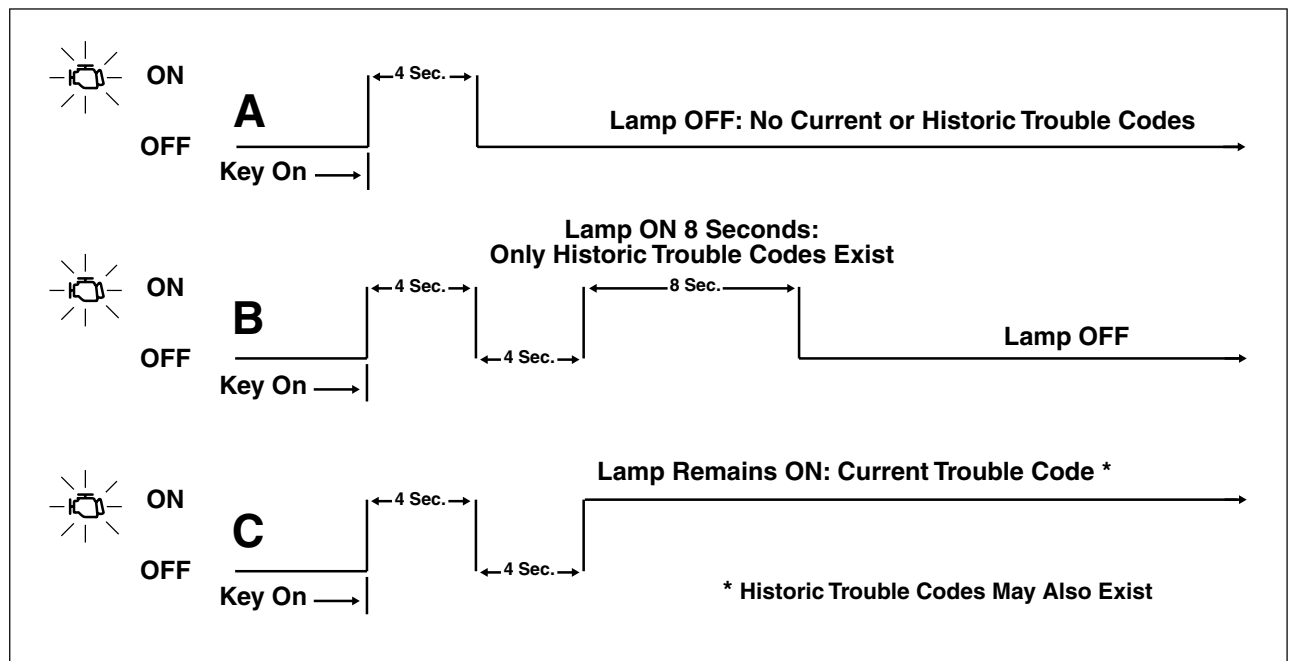 ON
4 Sec.
A
Lamp OFF: No Current or Historic Trouble Codes
OFF
Key On
Lamp ON 8 Seconds:
Only Historic Trouble Codes Exist
ON
4 Sec.
8 Sec.
B
Lamp OFF
OFF
4 Sec.
Key On
Lamp Remains ON: Current Trouble Code *
ON
4 Sec.
C
OFF
4 Sec.
* Historic Trouble Codes May Also Exist
Key On